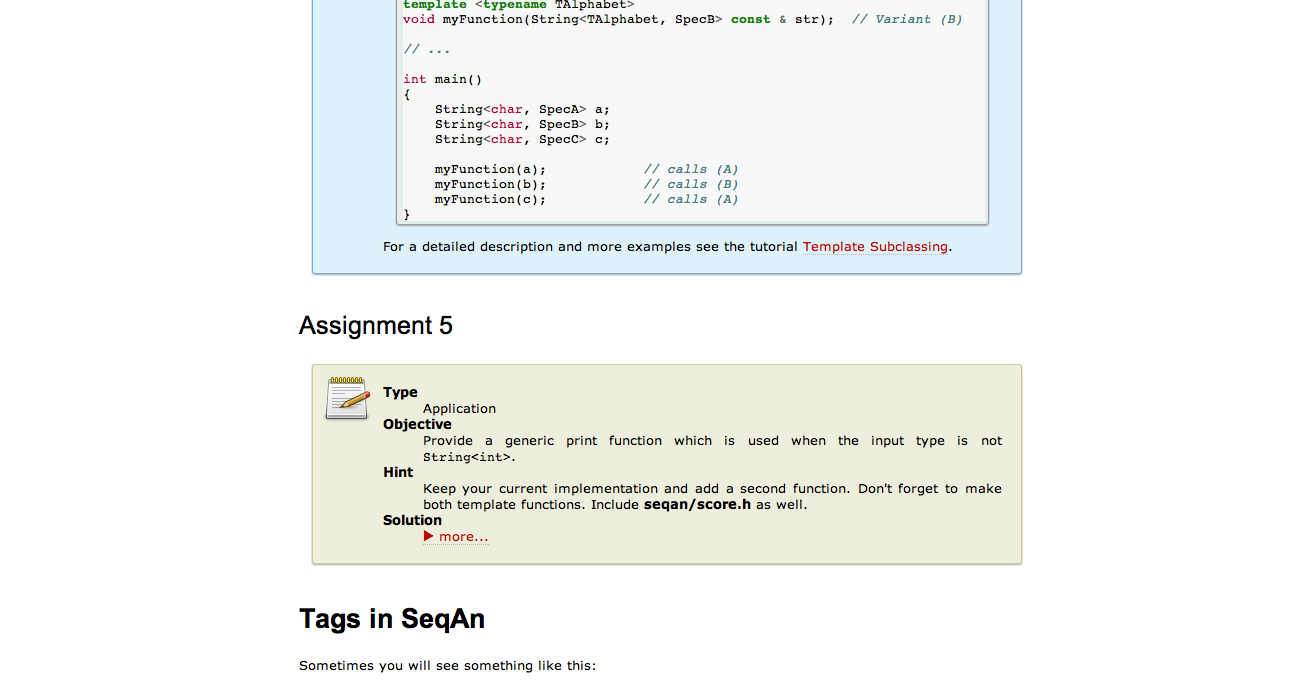 template <typename TAlphabet>
void myFunction(String<TAlphabet, SpecB> const & str);  // Variant (B)
// ...
int main()
{
    String<char, SpecA> a;
    String<char, SpecB> b;
    String<char, SpecC> c;
    myFunction(a);            // calls (A)
    myFunction(b);            // calls (B)
    myFunction(c);            // calls (A)
}
For a detailed description and more examples see the tutorial Template Subclassing.
Assignment 5
Type
Application
Objective
Provide a generic print function which is used when the input type is not
String<int>.
Hint
Keep your current implementation and add a second function. Don't forget to make
both template functions. Include seqan/score.h as well.
Solution
▶ more...
Tags in SeqAn
Sometimes you will see something like this: